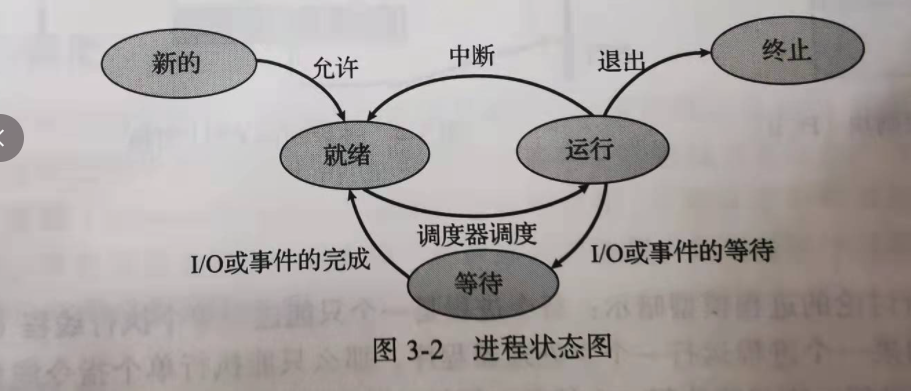 新的
终止
允许
中断
退出
就绪
运行
调度器调度
I/O或事件的完成
I/O或事件的等待
等待
图 3-2 进程状态图